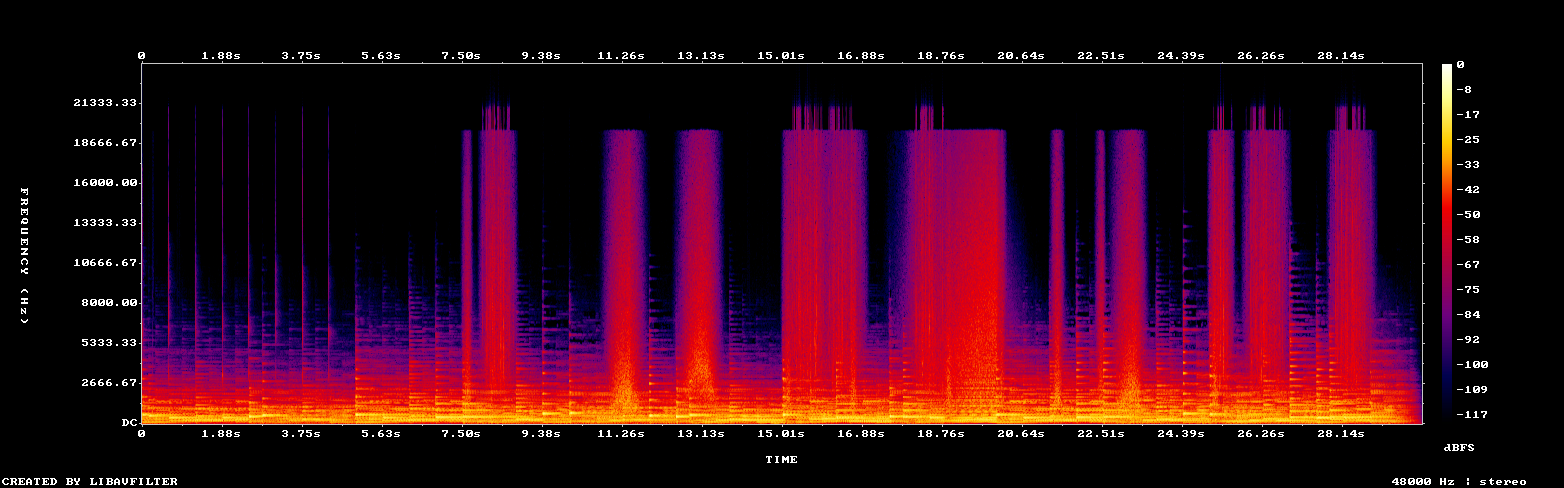 0 1.88s 3.75s 5.63s 7.50s 9.38s 11.26s 13.13s 15.01s 16.88s 18.76s 20.64s 22.51s 24.39s 26.26s 28.14s
21333.33
18666.67
16000.00
13333.33
10666.67
8000.00
5333.33
2666.67
DC
FREQUENCY (Hz)
0 1.88s 3.75s 5.63s 7.50s 9.38s 11.26s 13.13s 15.01s 16.88s 18.76s 20.64s 22.51s 24.39s 26.26s 28.14s
TIME
0
-8
-17
-25
-33
-42
-50
-58
-67
-75
-84
-92
-100
-109
-117
dBFS
CREATED BY LIBAVFILTER
48000 Hz | stereo